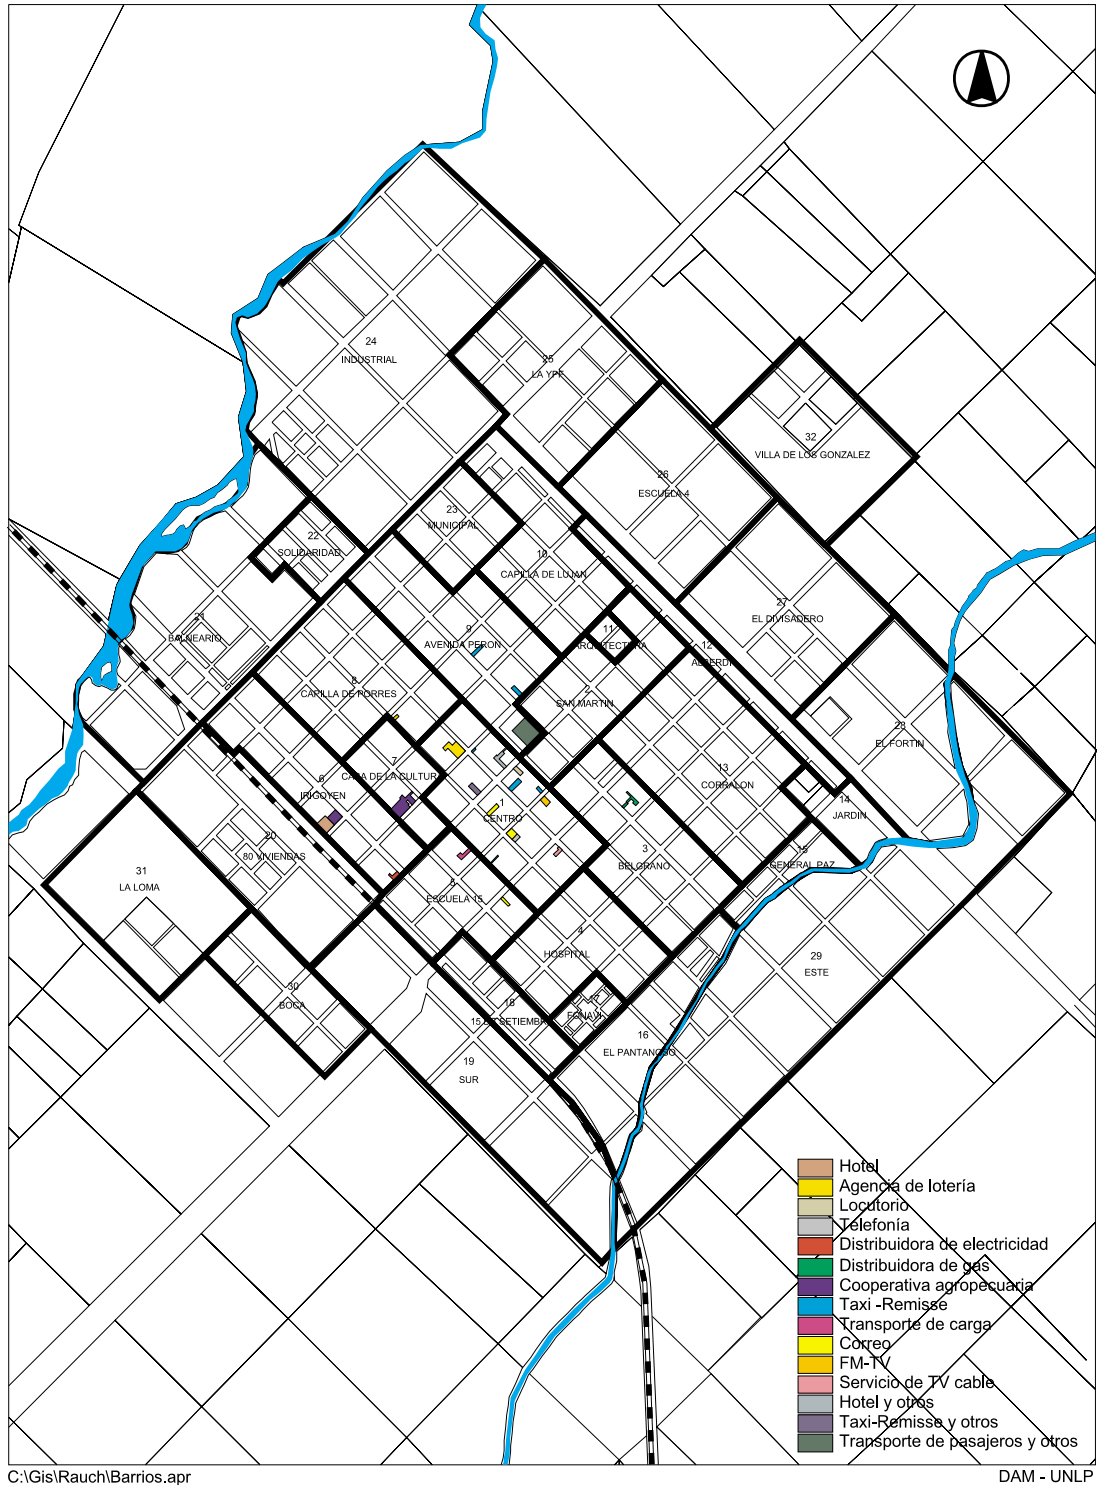 24
INDUSTRIAL
25
LA YPF
32
VILLA DE LOS GONZALEZ
26
ESCUELA 4
23
MUNICIPAL
22
SOLIDARIDAD
10
CAPILLA DE LUJAN
27
EL DIVISADERO
21
BALNEARIO
9
AVENIDA PERON
11
ARQUITECTURA
12
ALBERDI
8
CAPILLA DE PORRES
2
SAN MARTIN
28
EL FORTIN
7
CASA DE LA CULTURA
13
CORRALON
6
IRIGOYEN
14
JARDIN
1
CENTRO
20
80 VIVIENDAS
3
BELGRANO
15
GENERAL PAZ
31
LA LOMA
5
ESCUELA 15
4
HOSPITAL
29
ESTE
30
BOCA
18
15 DE SETIEMBRE
FONAVI
16
EL PANTANOSO
19
SUR
Hotel
Agencia de lotería
Locutorio
Telefonía
Distribuidora de electricidad
Distribuidora de gas
Cooperativa agropecuaria
Taxi -Remisse
Transporte de carga
Correo
FM-TV
Servicio de TV cable
Hotel y otros
Taxi-Remisse y otros
Transporte de pasajeros y otros
C:\Gis\Rauch\Barrios.apr
DAM - UNLP